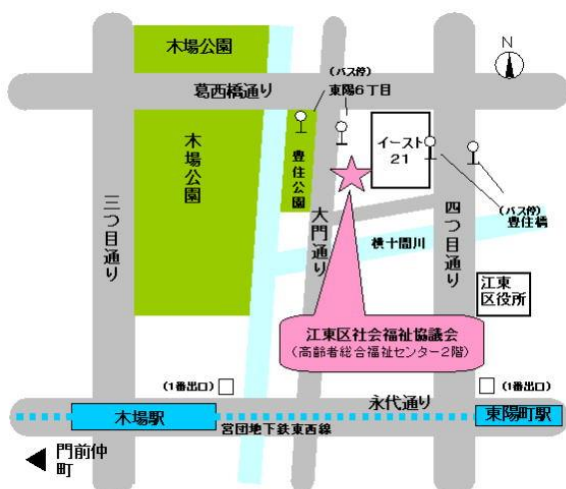 木場公園
N
葛西橋通り
(バス停)
東陽6丁目
木場公園
豊住公園
イースト
21
三つ目通り
大門通り
四つ目通り
(バス停)
豊住橋
横十間川
江東
区役所
江東区社会福祉協議会
(高齢者総合福祉センター2階)
(1番出口)
(1番出口)
永代通り
木場駅
東陽町駅
営団地下鉄東西線
門前仲
町